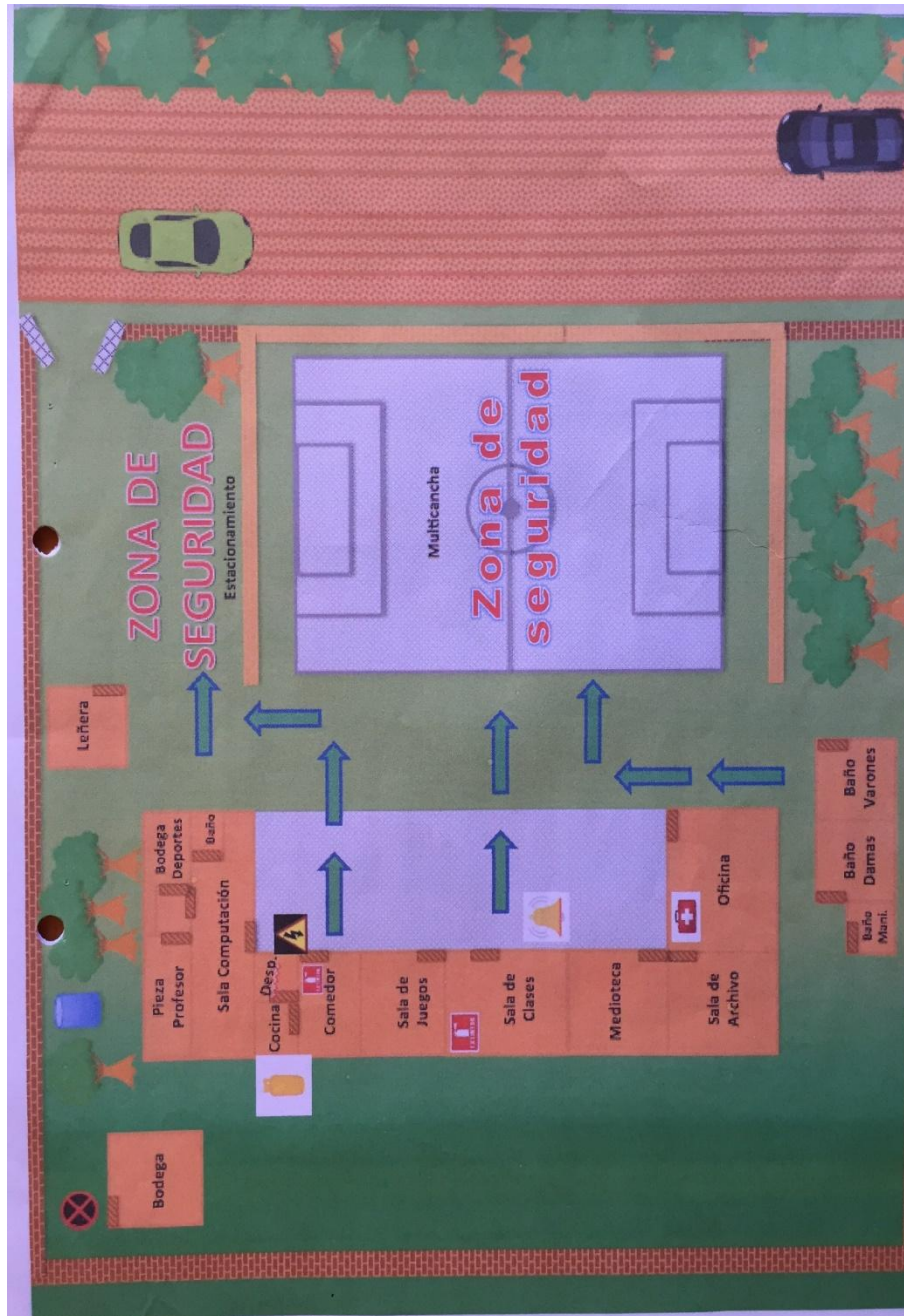 Leñera
ZONA DE
SEGURIDAD
Estacionamiento
Bodega
Pieza
Profesor
Bodega
Deportes
Baño
Sala Computación
Cocina
Desp.
Comedor
Sala de
Juegos
Multicancha
Zona de
seguridad
Sala de
Clases
Medioteca
Sala de
Archivo
Oficina
Baño
Mani.
Baño
Damas
Baño
Varones